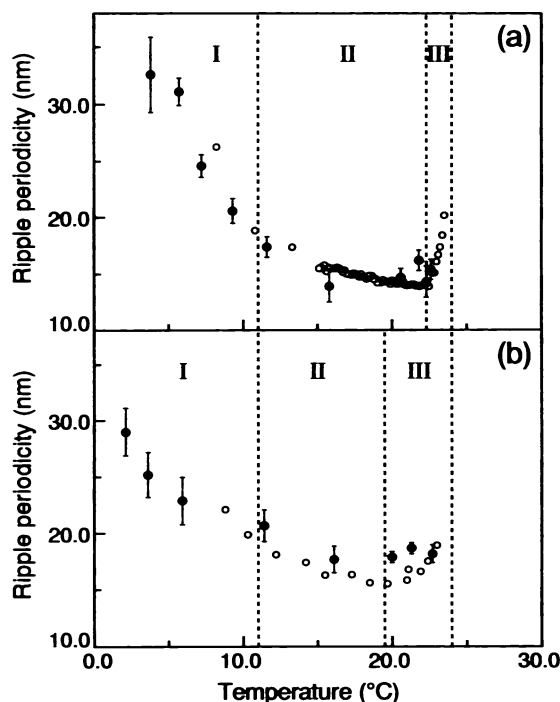 (a)
I II III
Ripple periodicity (nm)
30.0
20.0
10.0
(b)
I II III
Ripple periodicity (nm)
30.0
20.0
10.0
0.0 10.0 20.0 30.0
Temperature (°C)